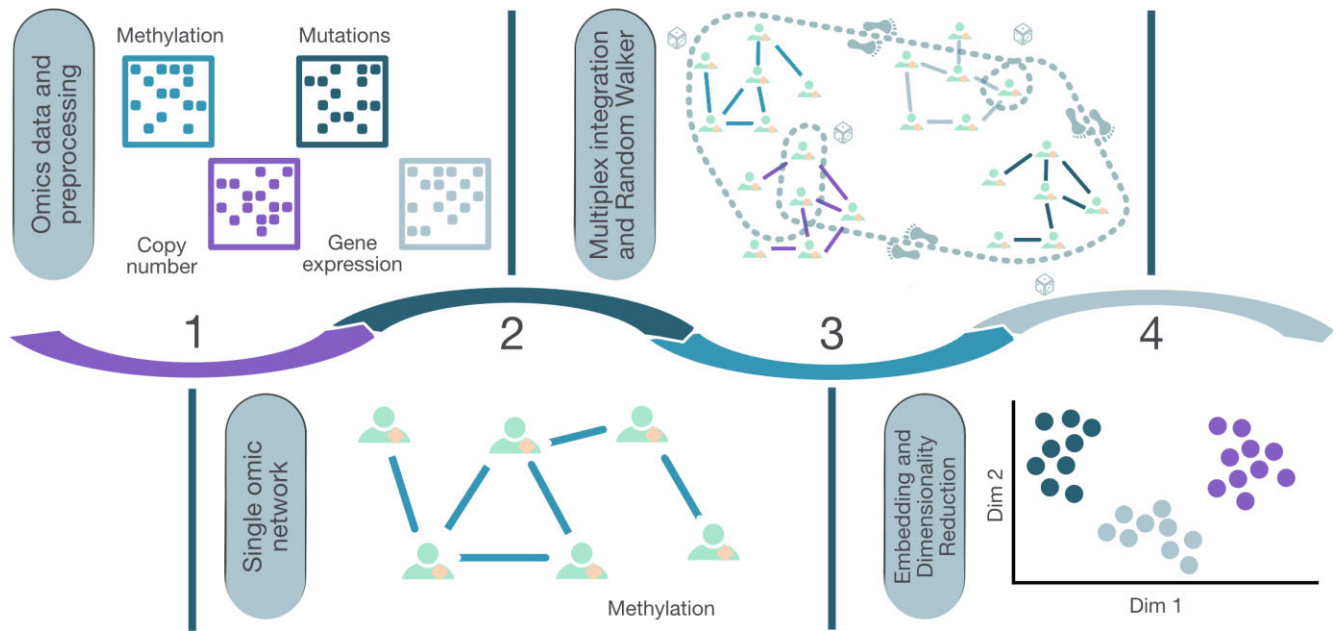 Omics data and
preprocessing
Methylation
Mutations
Copy
number
Gene
expression
Multiplex integration
and Random Walker
1
2
3
4
Single omic
network
Methylation
Embedding and
Dimensionality
Reduction
Dim 2
Dim 1